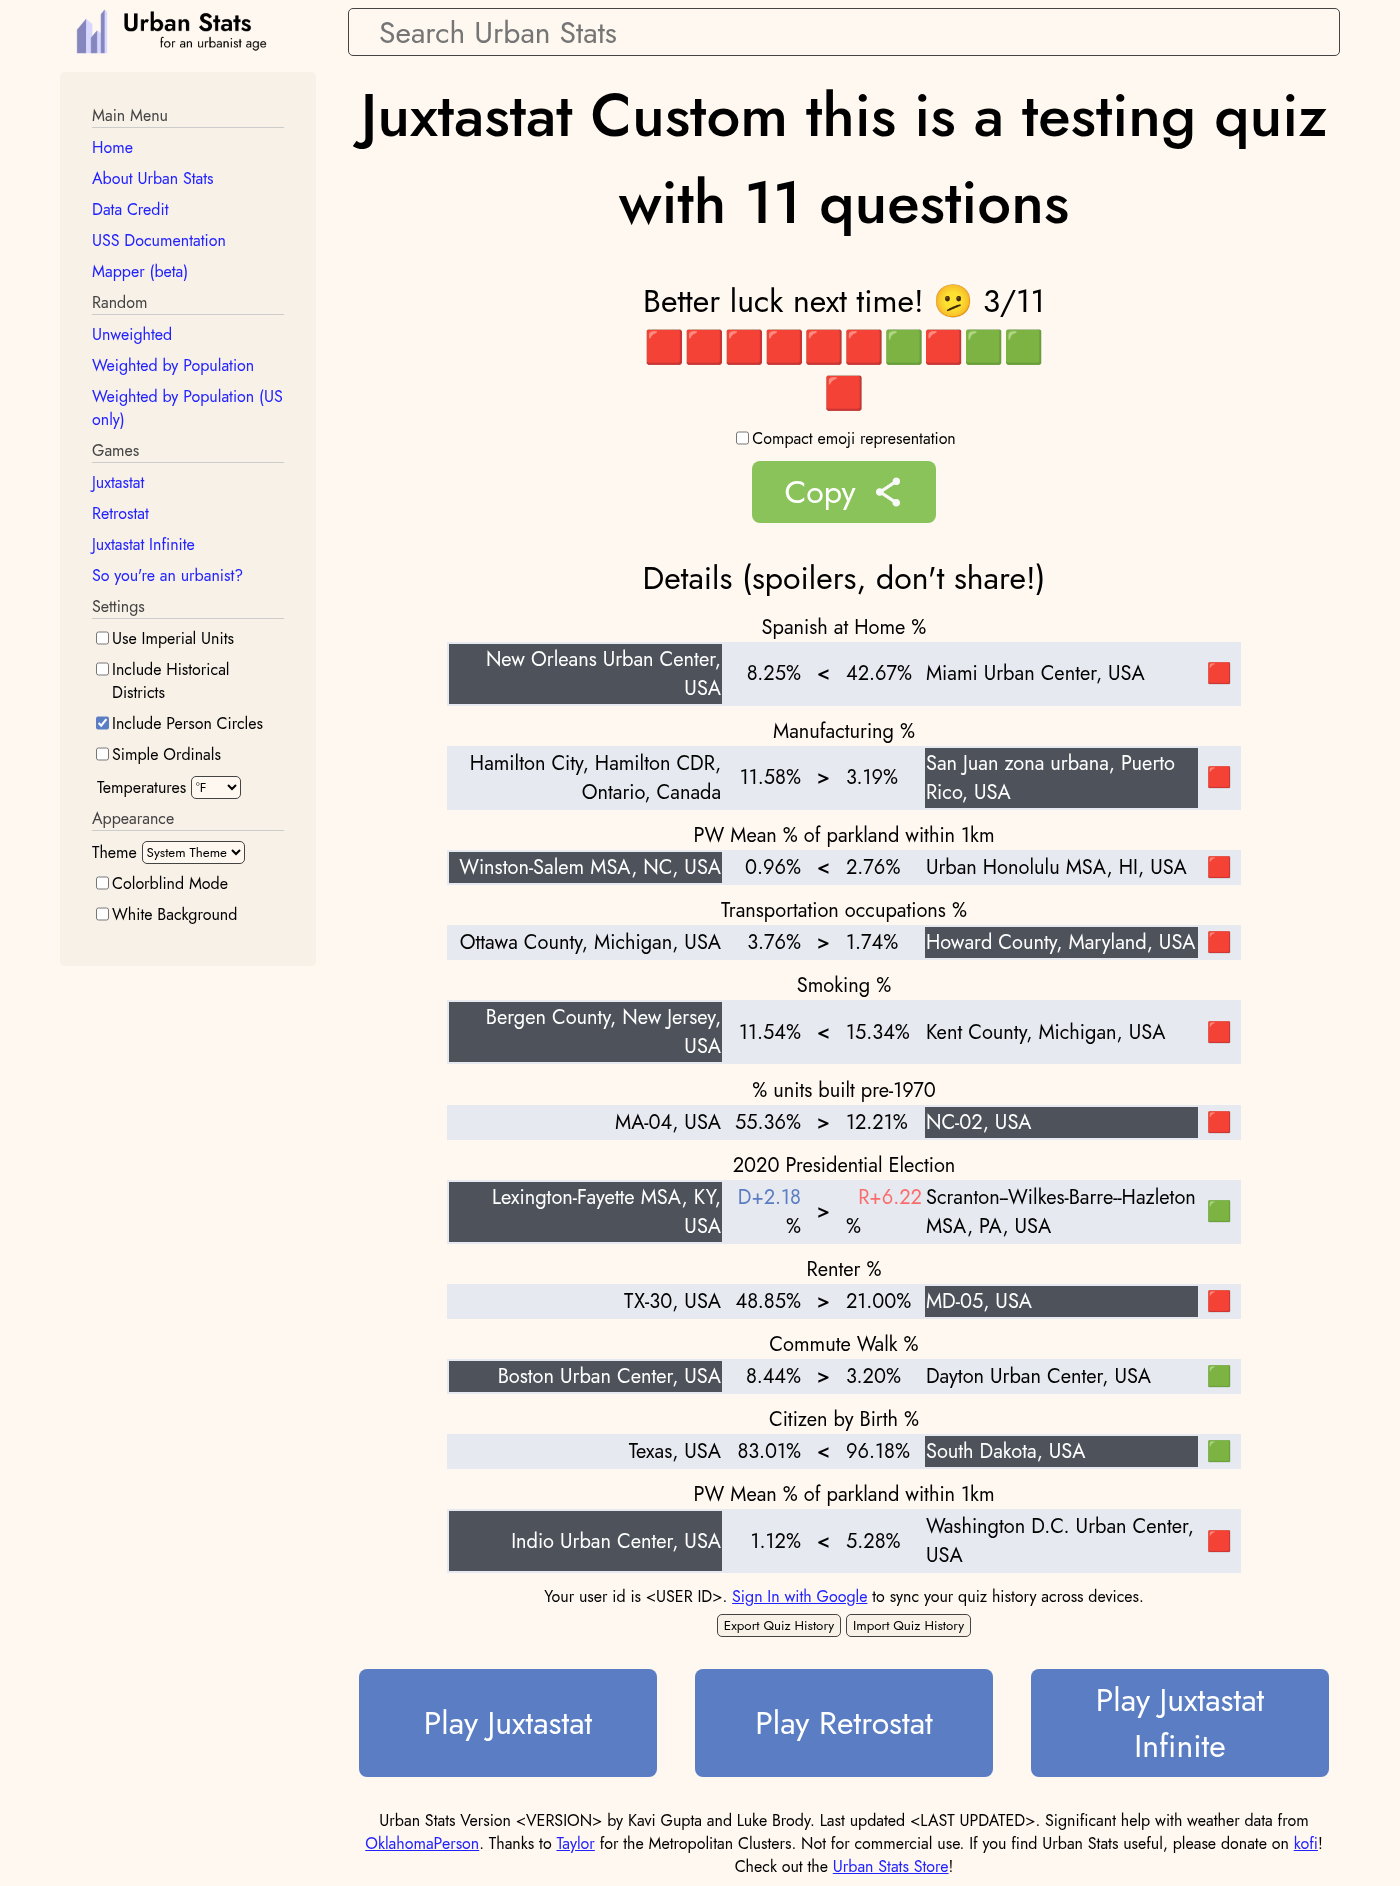 Urban Stats
for an urbanist age
Search Urban Stats
Main Menu
Home
About Urban Stats
Data Credit
USS Documentation
Mapper (beta)
Random
Unweighted
Weighted by Population
Weighted by Population (US
only)
Games
Juxtastat
Retrostat
Juxtastat Infinite
So you're an urbanist?
Settings
Use Imperial Units
Include Historical
Districts
Include Person Circles
Simple Ordinals
Temperatures °F
Appearance
Theme System Theme
Colorblind Mode
White Background
Juxtastat Custom this is a testing quiz
with 11 questions
Better luck next time! 🫤 3/11
🟥🟥🟥🟥🟥🟥🟩🟥🟩🟩
🟥
Compact emoji representation
Copy
Details (spoilers, don't share!)
Spanish at Home %
New Orleans Urban Center,
USA
8.25% < 42.67% Miami Urban Center, USA 🟥
Manufacturing %
Hamilton City, Hamilton CDR,
Ontario, Canada
11.58% > 3.19%
San Juan zona urbana, Puerto
Rico, USA
🟥
PW Mean % of parkland within 1km
Winston-Salem MSA, NC, USA 0.96% < 2.76% Urban Honolulu MSA, HI, USA 🟥
Transportation occupations %
Ottawa County, Michigan, USA 3.76% > 1.74% Howard County, Maryland, USA 🟥
Smoking %
Bergen County, New Jersey,
USA
11.54% < 15.34% Kent County, Michigan, USA 🟥
% units built pre-1970
MA-04, USA 55.36% > 12.21% NC-02, USA 🟥
2020 Presidential Election
Lexington-Fayette MSA, KY,
USA
D+2.18
%
>
R+6.22
%
Scranton--Wilkes-Barre--Hazleton
MSA, PA, USA
🟩
Renter %
TX-30, USA 48.85% > 21.00% MD-05, USA 🟥
Commute Walk %
Boston Urban Center, USA 8.44% > 3.20% Dayton Urban Center, USA 🟩
Citizen by Birth %
Texas, USA 83.01% < 96.18% South Dakota, USA 🟩
PW Mean % of parkland within 1km
Indio Urban Center, USA 1.12% < 5.28%
Washington D.C. Urban Center,
USA
🟥
Your user id is <USER ID>. Sign In with Google to sync your quiz history across devices.
Export Quiz History Import Quiz History
Play Juxtastat
Play Retrostat
Play Juxtastat
Infinite
Urban Stats Version <VERSION> by Kavi Gupta and Luke Brody. Last updated <LAST UPDATED>. Significant help with weather data from
OklahomaPerson. Thanks to Taylor for the Metropolitan Clusters. Not for commercial use. If you find Urban Stats useful, please donate on kofi!
Check out the Urban Stats Store!